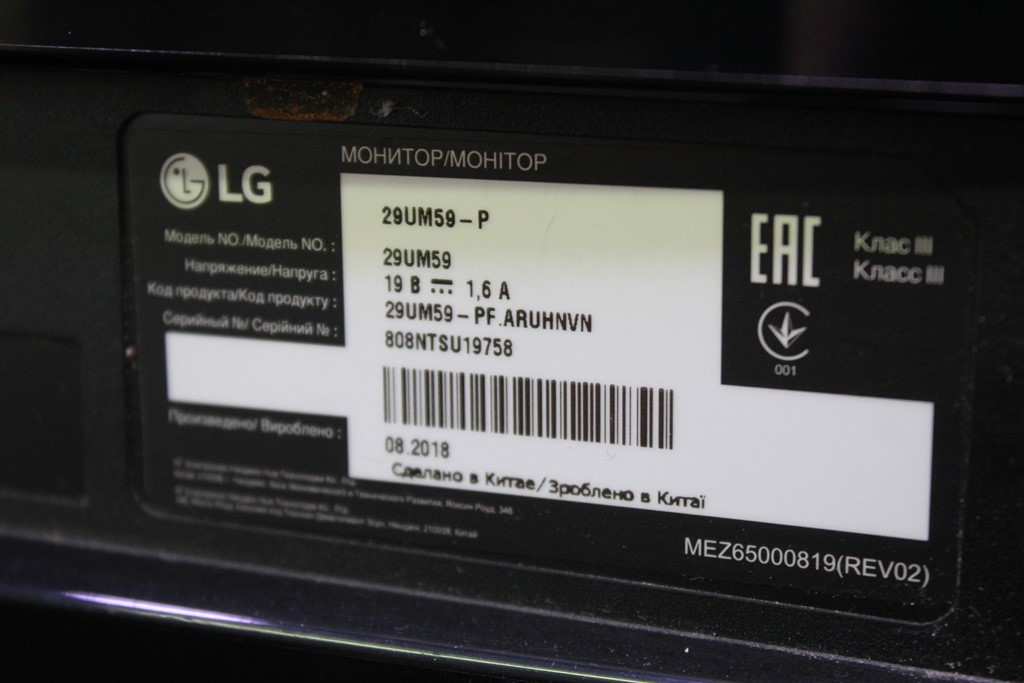 МОНИТОР/МОНІТОР
LG
29UM59-P
Модель NO./Модель NO. : 29UM59
Напряжение/Напруга : 19 В 1,6 А
Код продукта/Код продукту : 29UM59-PF.ARUHNVN
Серийный №/ Серійний № : 808NTSU19758
EAC
Клас III
Класс III
001
Произведено/ Вироблено : 08.2018
Сделано в Китае/Зроблено в Китаї
MEZ65000819(REV02)